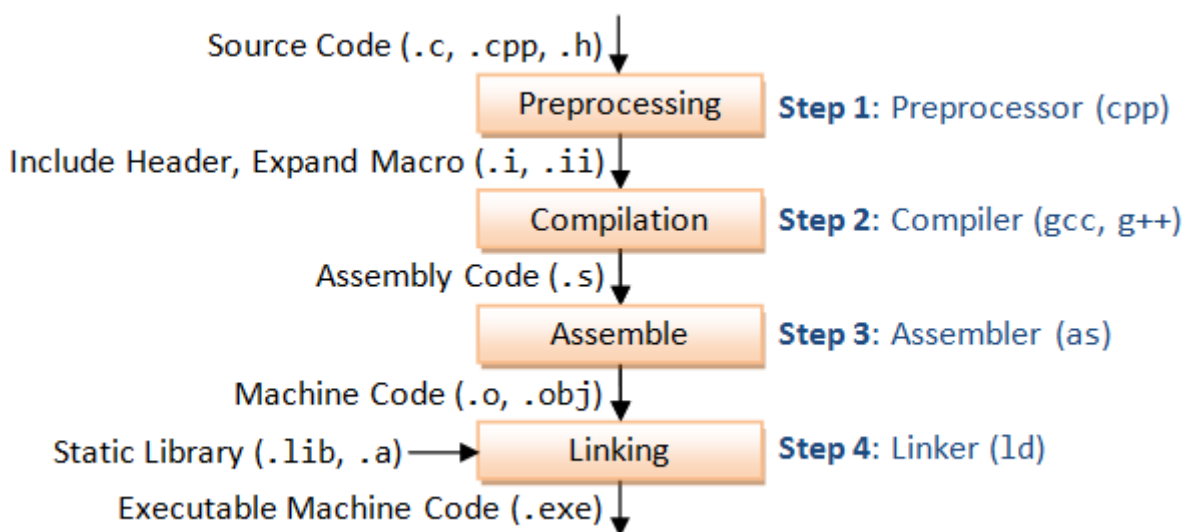 Source Code (.c, .cpp, .h)
Preprocessing
Step 1: Preprocessor (cpp)
Include Header, Expand Macro (.i, .ii)
Compilation
Step 2: Compiler (gcc, g++)
Assembly Code (.s)
Assemble
Step 3: Assembler (as)
Machine Code (.o, .obj)
Static Library (.lib, .a)
Linking
Step 4: Linker (ld)
Executable Machine Code (.exe)